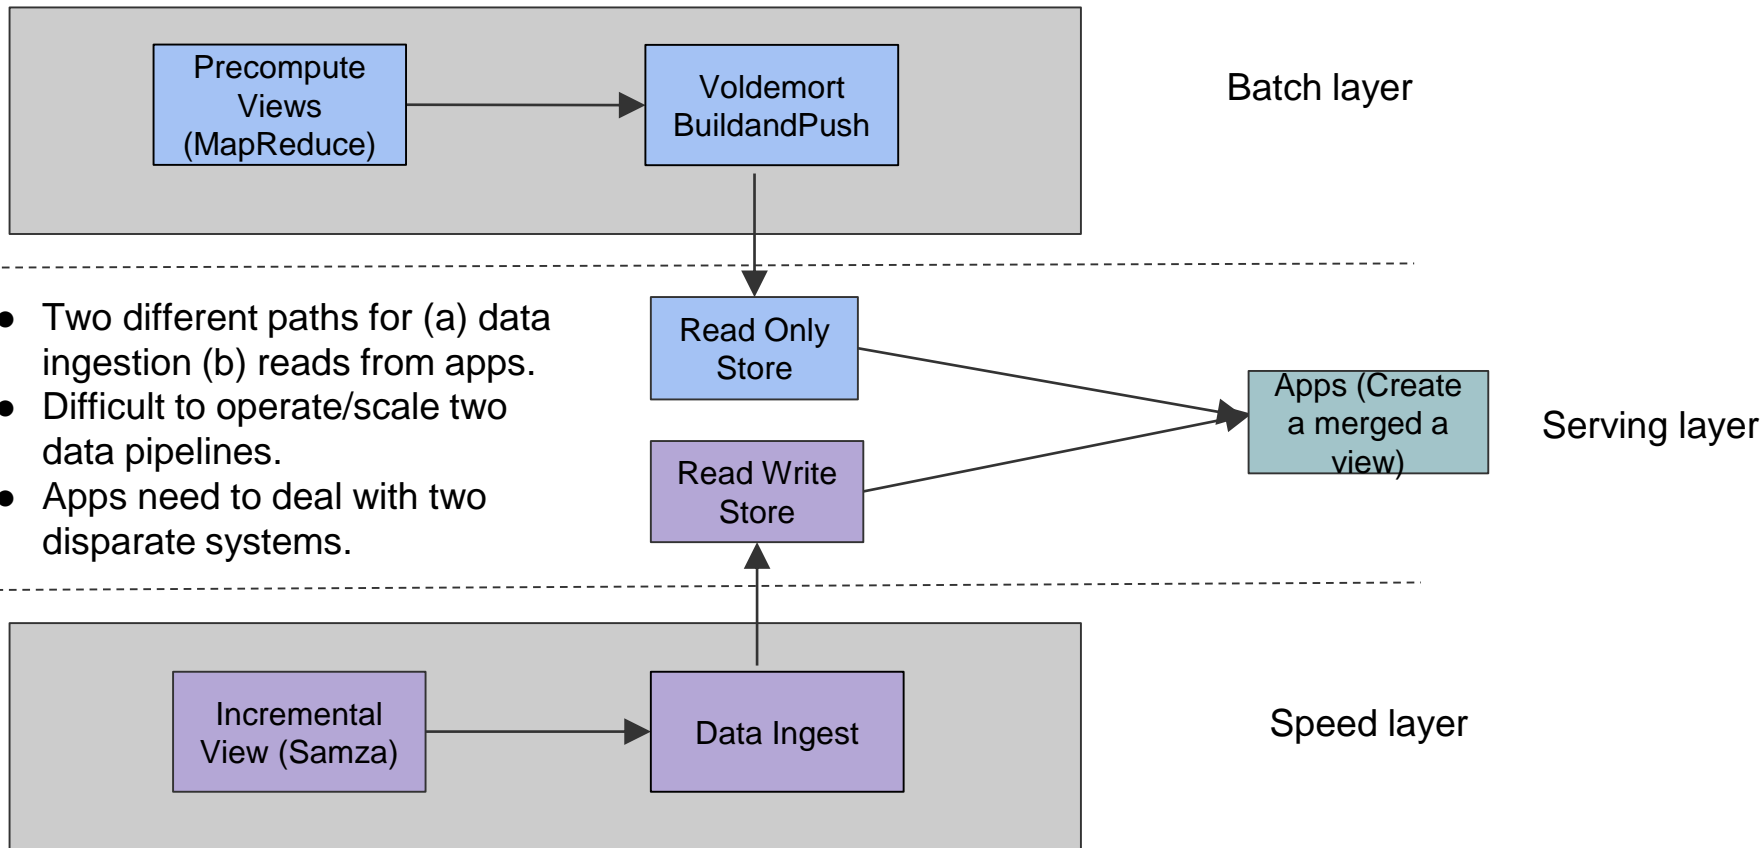 Precompute
Views
(MapReduce)
Voldemort
BuildandPush
Batch layer
● Two different paths for (a) data
ingestion (b) reads from apps.
● Difficult to operate/scale two
data pipelines.
● Apps need to deal with two
disparate systems.
Read Only
Store
Read Write
Store
Apps (Create
a merged a
view)
Serving layer
Incremental
View (Samza)
Data Ingest
Speed layer